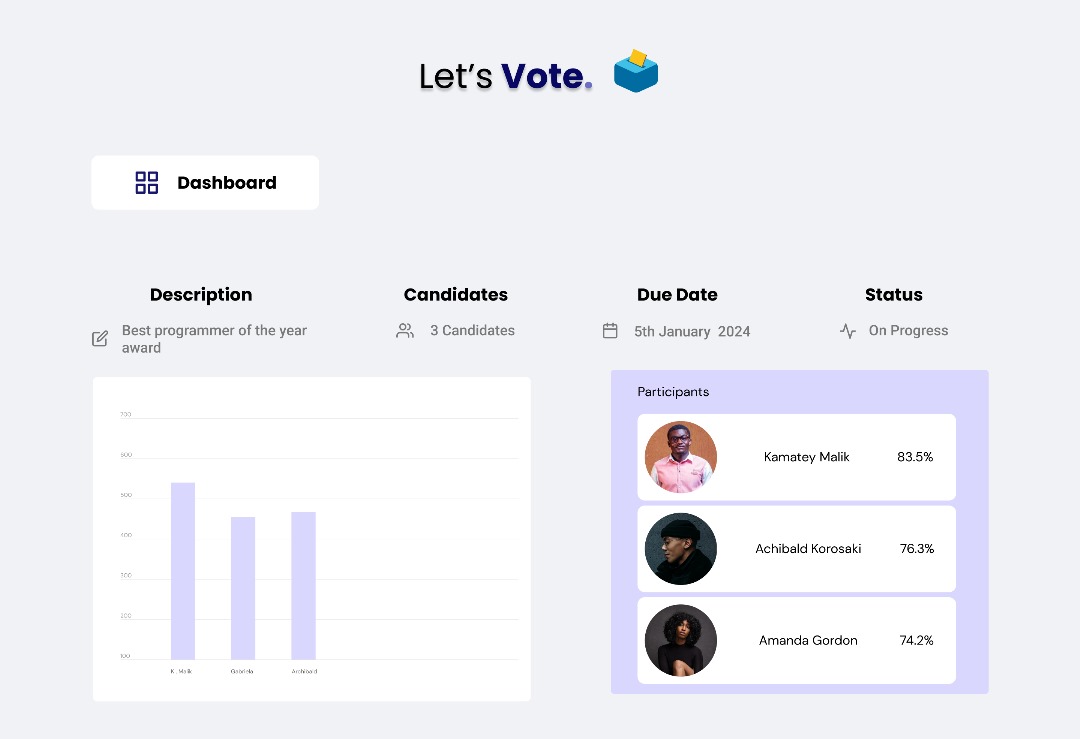 Let's Vote.
Dashboard
Description
Candidates
Due Date
Status
Best programmer of the year
award
3 Candidates
5th January 2024
On Progress
700
600
500
400
300
200
100
K. Malik
Gabriela
Archibald
Participants
Kamatey Malik
83.5%
Achibald Korosaki
76.3%
Amanda Gordon
74.2%